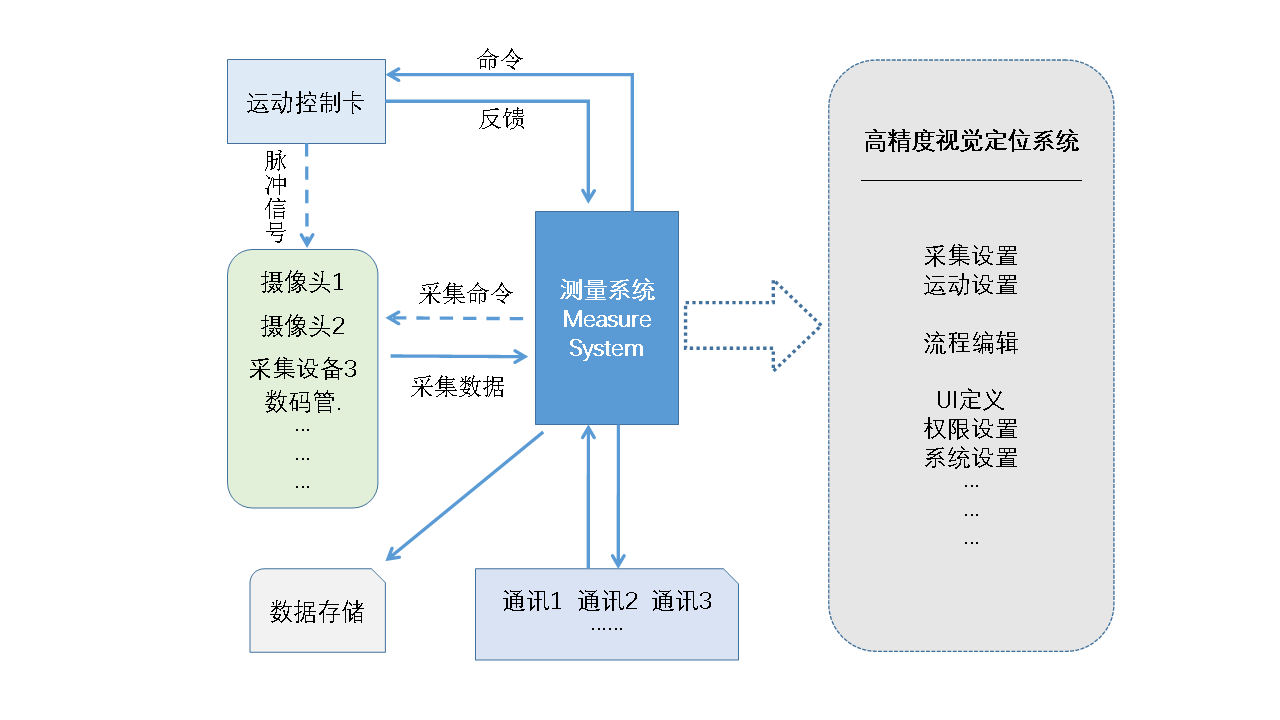 命令
运动控制卡
反馈
脉冲信号
摄像头1
摄像头2
采集设备3
数码管.
...
...
...
采集命令
采集数据
测量系统
Measure
System
数据存储
通讯1 通讯2 通讯3
......
高精度视觉定位系统
采集设置
运动设置
流程编辑
UI定义
权限设置
系统设置
...
...
...